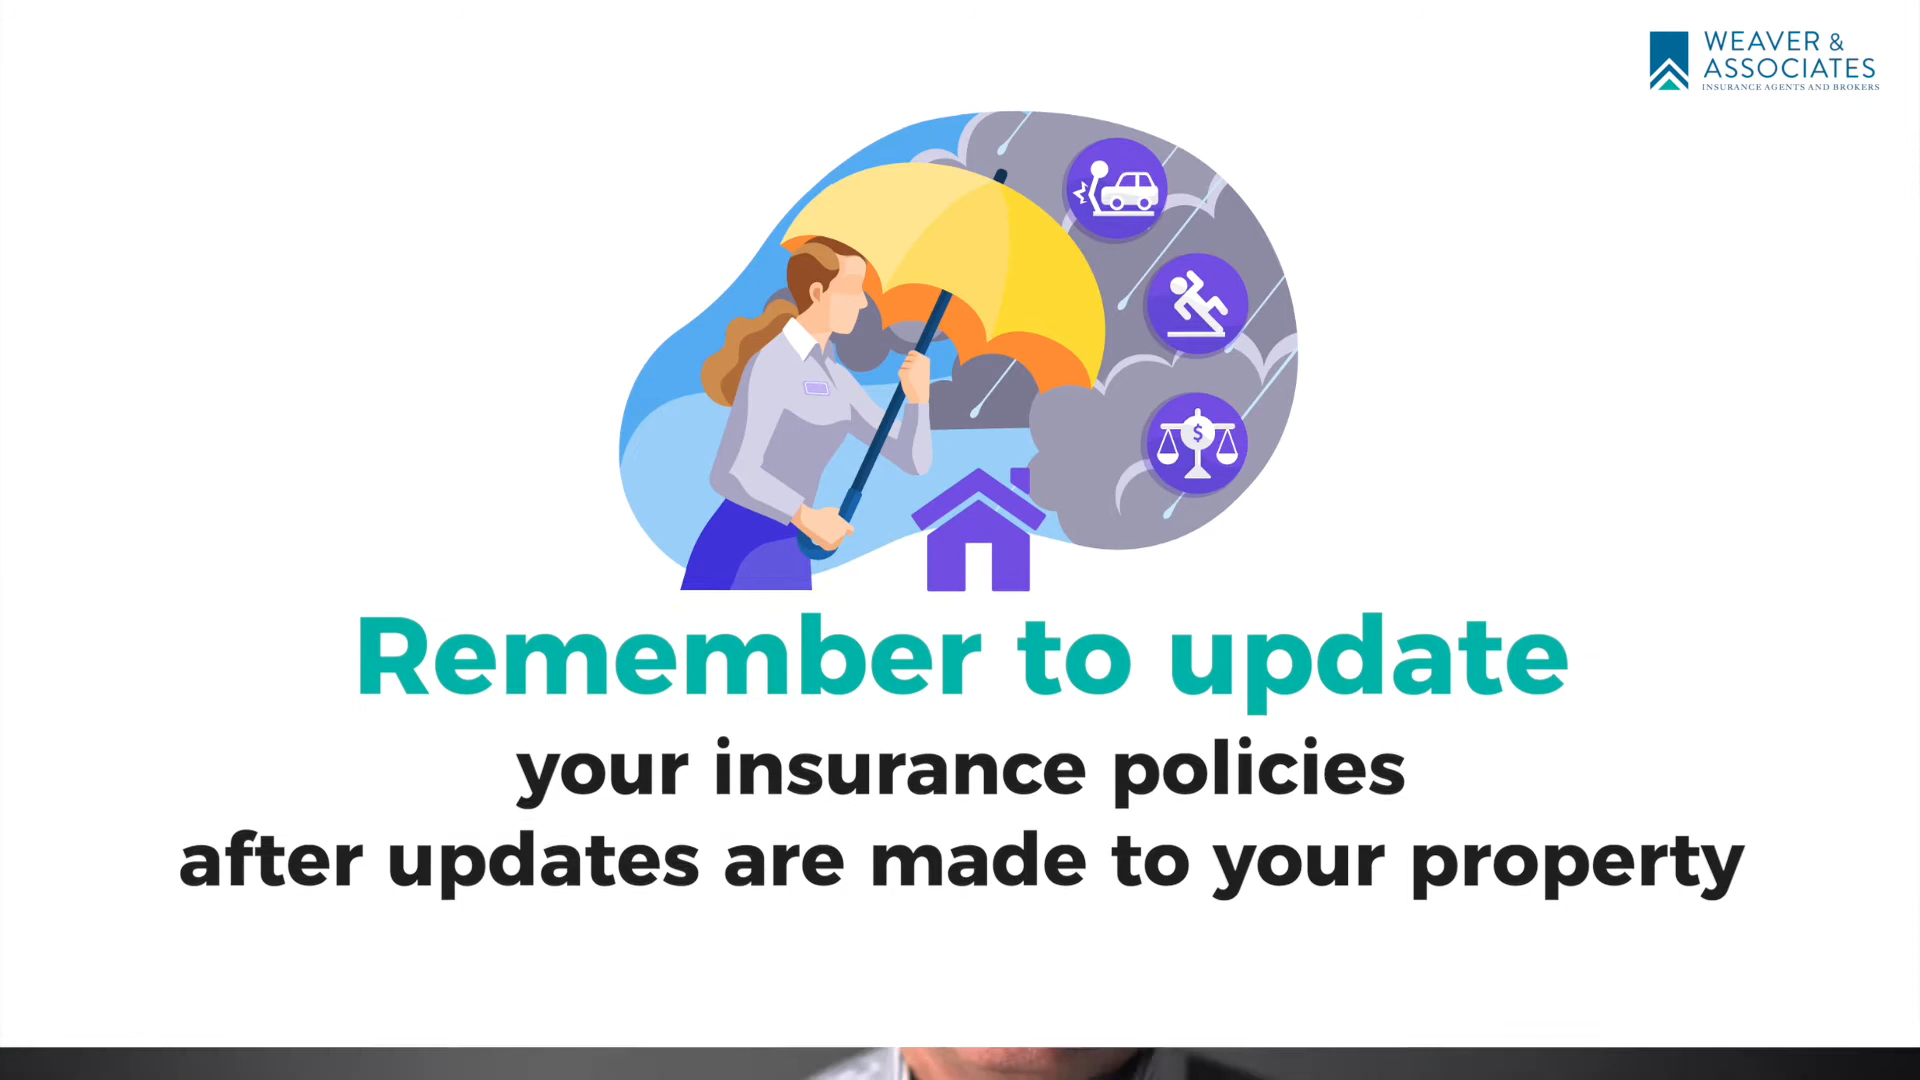 WEAVER &
ASSOCIATES
INSURANCE AGENTS AND BROKERS
$
Remember to update
your insurance policies
after updates are made to your property